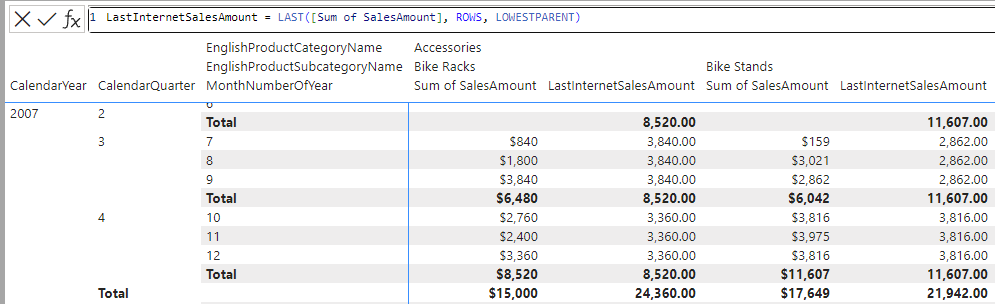 1 LastInternetSalesAmount = LAST([Sum of SalesAmount], ROWS, LOWESTPARENT)
EnglishProductCategoryName Accessories
EnglishProductSubcategoryName Bike Racks Bike Stands
CalendarYear CalendarQuarter MonthNumberOfYear Sum of SalesAmount LastInternetSalesAmount Sum of SalesAmount LastInternetSalesAmount
2007 2
Total 8,520.00 11,607.00
3 7 $840 3,840.00 $159 2,862.00
8 $1,800 3,840.00 $3,021 2,862.00
9 $3,840 3,840.00 $2,862 2,862.00
Total $6,480 8,520.00 $6,042 11,607.00
4 10 $2,760 3,360.00 $3,816 3,816.00
11 $2,400 3,360.00 $3,975 3,816.00
12 $3,360 3,360.00 $3,816 3,816.00
Total $8,520 8,520.00 $11,607 11,607.00
Total $15,000 24,360.00 $17,649 21,942.00